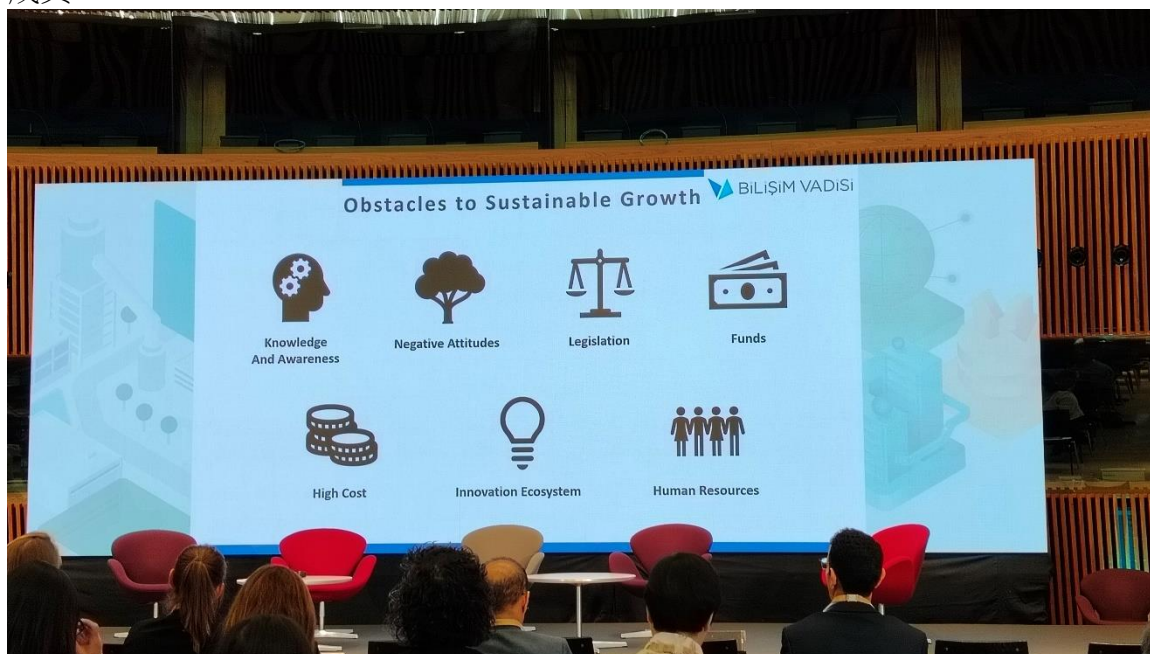 Obstacles to Sustainable Growth
BiLiŞiM VADiSi
Knowledge
And Awareness
Negative Attitudes
Legislation
Funds
High Cost
Innovation Ecosystem
Human Resources